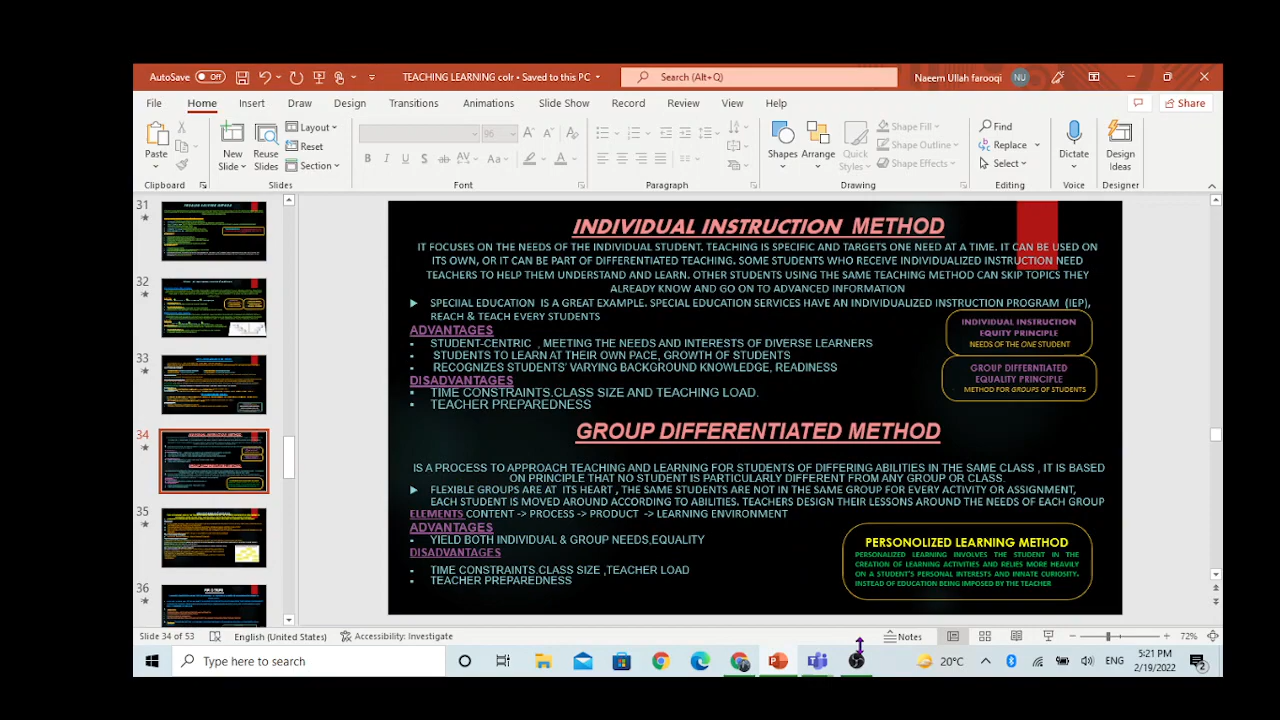 AutoSave Off
TEACHING LEARNING colr • Saved to this PC
Search (Alt+Q)
Naeem Ullah farooqi NU
File Home Insert Draw Design Transitions Animations Slide Show Record Review View Help
Share
Paste
New Slide
Reuse Slides
Layout
Reset
Section
96
Shapes
Arrange
Quick Styles
Shape Fill
Shape Outline
Shape Effects
Find
Replace
Select
Dictate
Design Ideas
Clipboard Slides Font Paragraph Drawing Editing Voice Designer
31
32
33
34
35
36
INDIVIDUAL INSTRUCTION METHOD
IT FOCUSES ON THE NEEDS OF THE INDIVIDUAL STUDENT. TEACHING IS SPECIFIC AND TARGETS ONE NEED AT A TIME. IT CAN BE USED ON
ITS OWN, OR IT CAN BE PART OF DIFFERENTIATED TEACHING. SOME STUDENTS WHO RECEIVE INDIVIDUALIZED INSTRUCTION NEED
TEACHERS TO HELP THEM UNDERSTAND AND LEARN. OTHER STUDENTS USING THE SAME TEACHING METHOD CAN SKIP TOPICS THEY
ALREADY KNOW AND GO ON TO ADVANCED INFORMATION
SPECIAL EDUCATION IS A GREAT EXAMPLE. SPECIAL EDUCATION SERVICES HAVE AN INDIVIDUALIZED INSTRUCTION PROGRAM (IEP),
REACH & TEACH EVERY STUDENTS
ADVANTAGES
STUDENT-CENTRIC , MEETING THE NEEDS AND INTERESTS OF DIVERSE LEARNERS
STUDENTS TO LEARN AT THEIR OWN PACE, GROWTH OF STUDENTS
RECOGNIZES STUDENTS' VARYING BACKGROUND KNOWLEDGE, READINESS
DISADVANTAGES
TIME CONSTRAINTS.CLASS SIZES HEAVY TEACHING LOAD.
TEACHER PREPAREDNESS
INDIVIDUAL INSTRUCTION
EQUITY PRINCIPLE
NEEDS OF THE ONE STUDENT
GROUP DIFFERNTIATED
EQUALITY PRINCIPLE
METHOD FOR GROUPS OF STUDENTS
GROUP DIFFERENTIATED METHOD
IS A PROCESS TO APPROACH TEACHING AND LEARNING FOR STUDENTS OF DIFFERING ABILITIES IN THE SAME CLASS , IT IS BASED
ON PRINCIPLE THAT NO STUDENT IS PARTICULARLY DIFFERENT FROM ANY GROUP OR CLASS.
FLEXIBLE GROUPS ARE AT ITS HEART , THE SAME STUDENTS ARE NOT IN THE SAME GROUP FOR EVERY ACTIVITY OR ASSIGNMENT,
EACH STUDENT IS MOVED AROUND ACCORDING TO ABILITIES. TEACHERS DESIGN THEIR LESSONS AROUND THE NEEDS OF EACH GROUP
ELEMENTS CONTENT -> PROCESS -> PRODUCT -> LEARNING ENVIRONMENT
ADVANTAGES
NEED BOTH INDIVIDUAL & GROUP NEEDS.EQUALITY
DISADVANTAGES
TIME CONSTRAINTS.CLASS SIZE ,TEACHER LOAD
TEACHER PREPAREDNESS
PERSONOLIZED LEARNING METHOD
PERSONALIZED LEARNING INVOLVES THE STUDENT IN THE
CREATION OF LEARNING ACTIVITIES AND RELIES MORE HEAVILY
ON A STUDENT'S PERSONAL INTERESTS AND INNATE CURIOSITY.
INSTEAD OF EDUCATION BEING IMPOSED BY THE TEACHER
Slide 34 of 53 English (United States) Accessibility: Investigate Notes 72%
Type here to search
20°C ENG 5:21 PM
2/19/2022 2